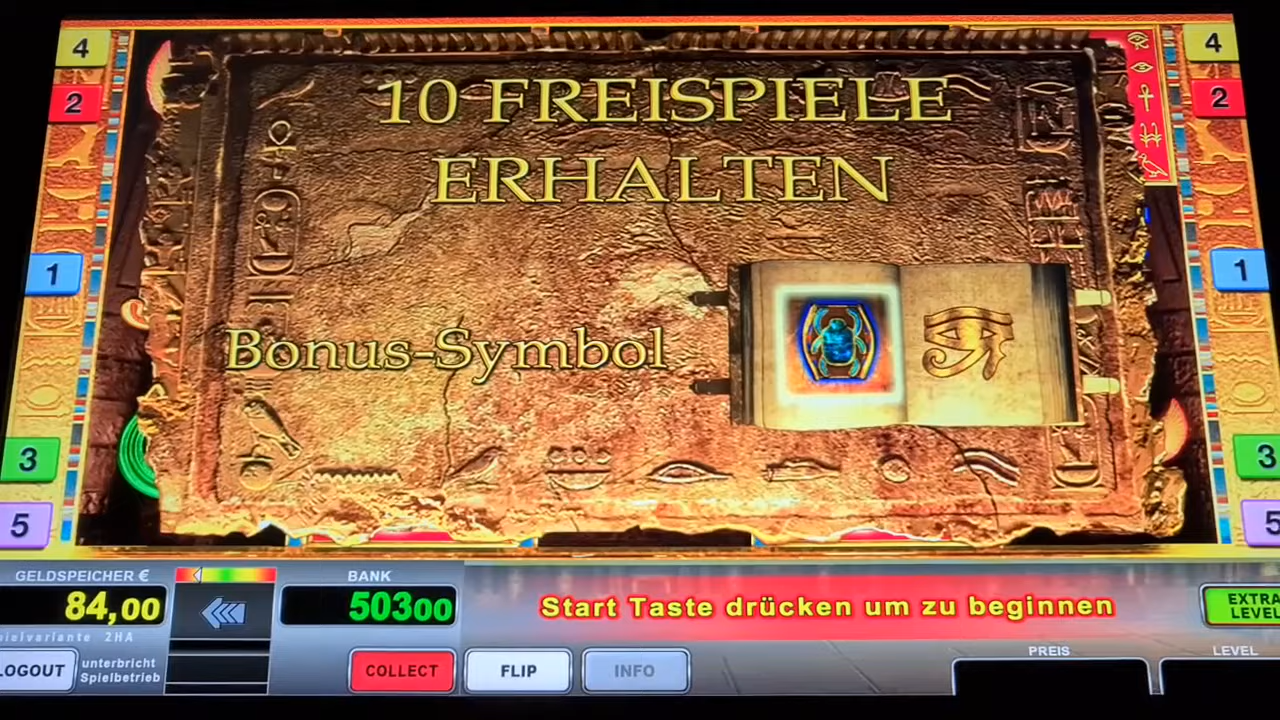 4
4
2
2
10 FREISPIELE
ERHALTEN
1
1
Bonus-Symbol
3
3
5
5
GELDSPEICHER €
BANK
84,00
50300
Start Taste drücken um zu beginnen
EXTRA
LEVEL
pielvariante 2HA
LOGOUT
unterbricht
Spielbetrieb
COLLECT
FLIP
INFO
PREIS
LEVEL